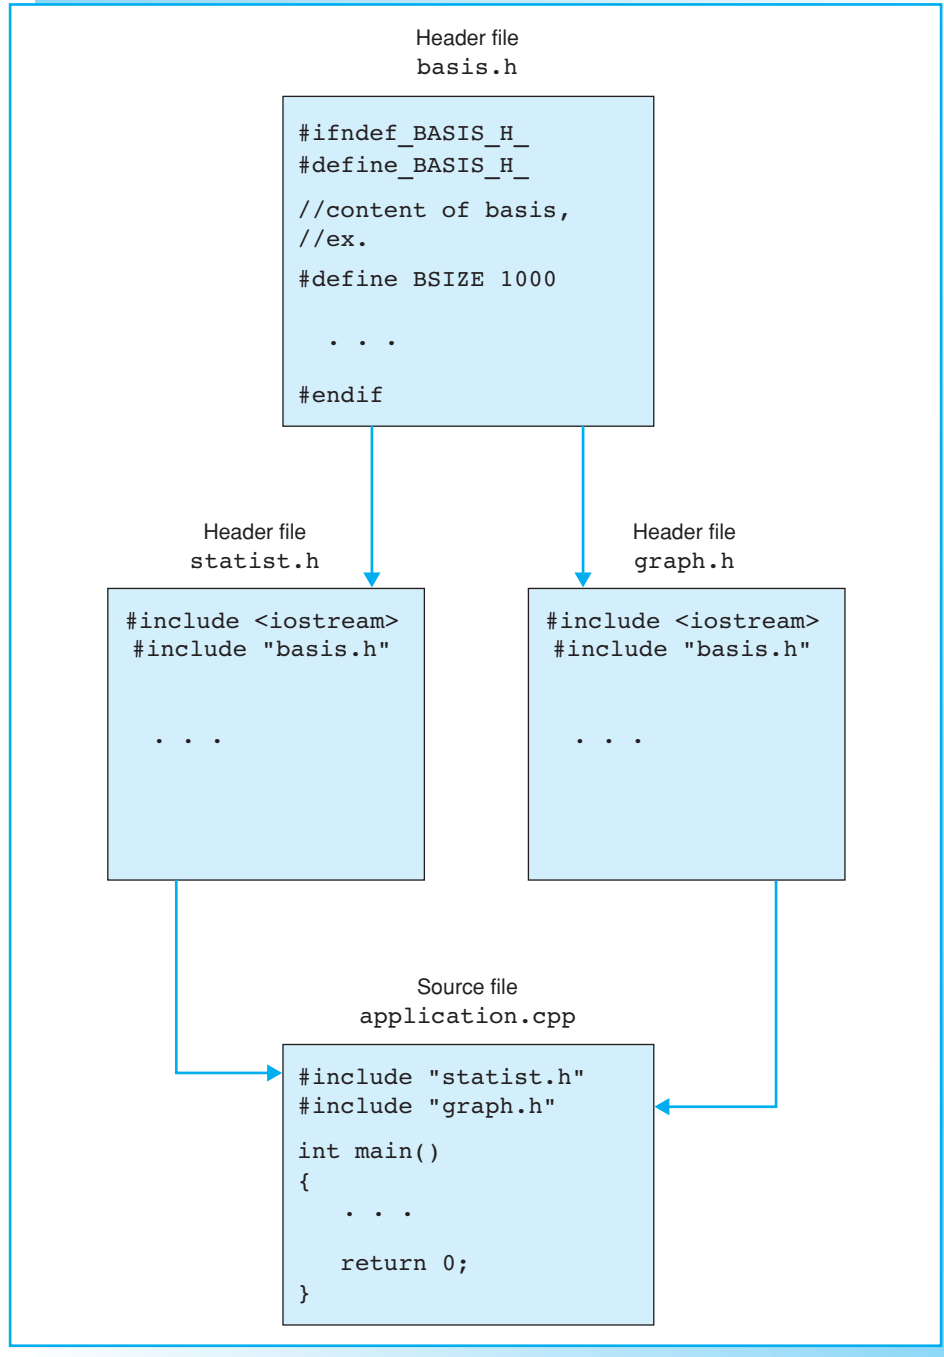 Header file
basis.h
#ifndef_BASIS_H_
#define_BASIS_H_
//content of basis,
//ex.
#define BSIZE 1000
. . .
#endif
Header file
statist.h
#include <iostream>
#include "basis.h"
. . .
Header file
graph.h
#include <iostream>
#include "basis.h"
. . .
Source file
application.cpp
#include "statist.h"
#include "graph.h"
int main()
{
. . .
return 0;
}